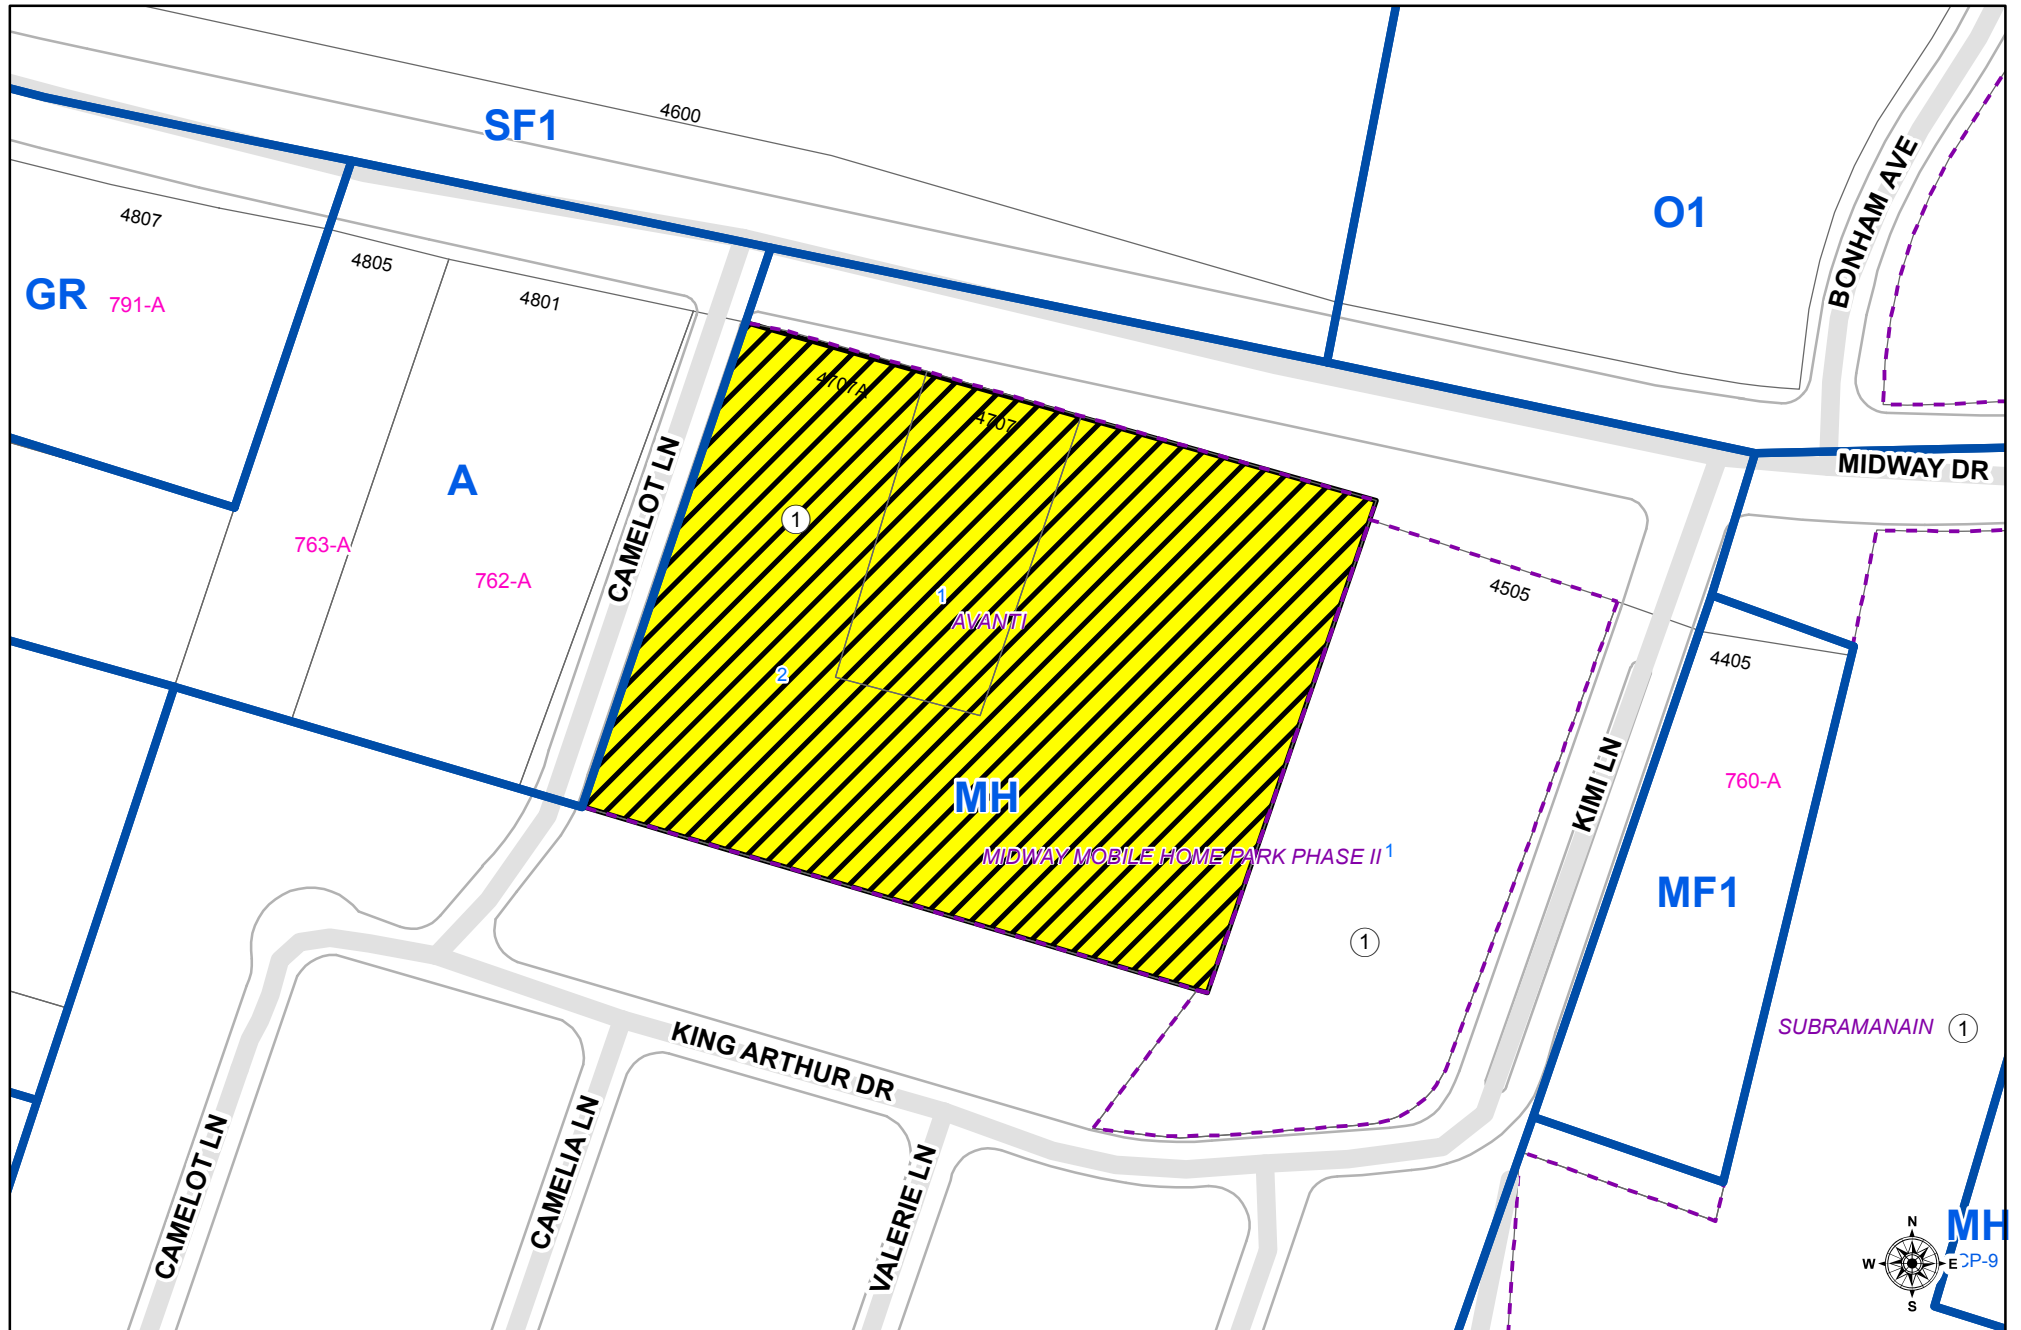 4600
SF1
O1
BONHAM AVE
4807
4805
4801
GR
791-A
4707A
4707
MIDWAY DR
A
CAMELOT LN
1
763-A
762-A
4505
1
AVANTI
2
4405
KIMI LN
760-A
MH
MIDWAY MOBILE HOME PARK PHASE II
1
MF1
1
SUBRAMANAIN
1
KING ARTHUR DR
CAMELOT LN
CAMELIA LN
VALERIE LN
MH
CP-9
N
W
E
S